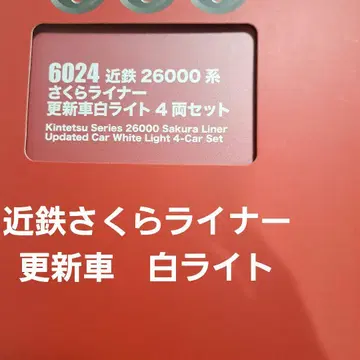 6024 近鉄 26000 系
さくらライナー
更新車白ライト 4 両セット
Kintetsu Series 26000 Sakura Liner
Updated Car White Light 4-Car Set
近鉄さくらライナー
更新車　白ライト